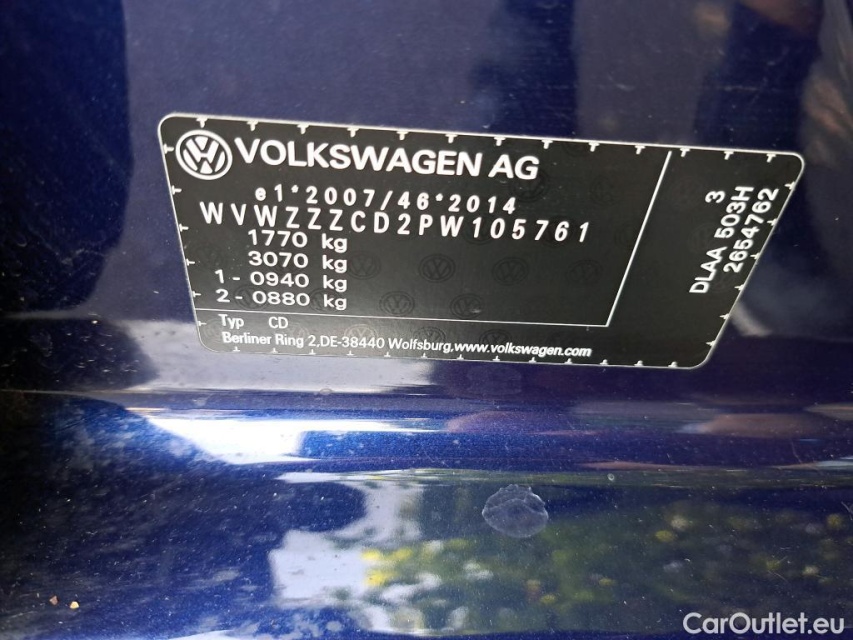 VOLKSWAGEN AG
e1*2007/46*2014
WVWZZZCD2PW105761
1770 kg
3070 kg
1 - 0940 kg
2 - 0880 kg
Typ CD
Berliner Ring 2,DE-38440 Wolfsburg,www.volkswagen.com
3
DLAA 503H
2654762
CarOutlet.eu